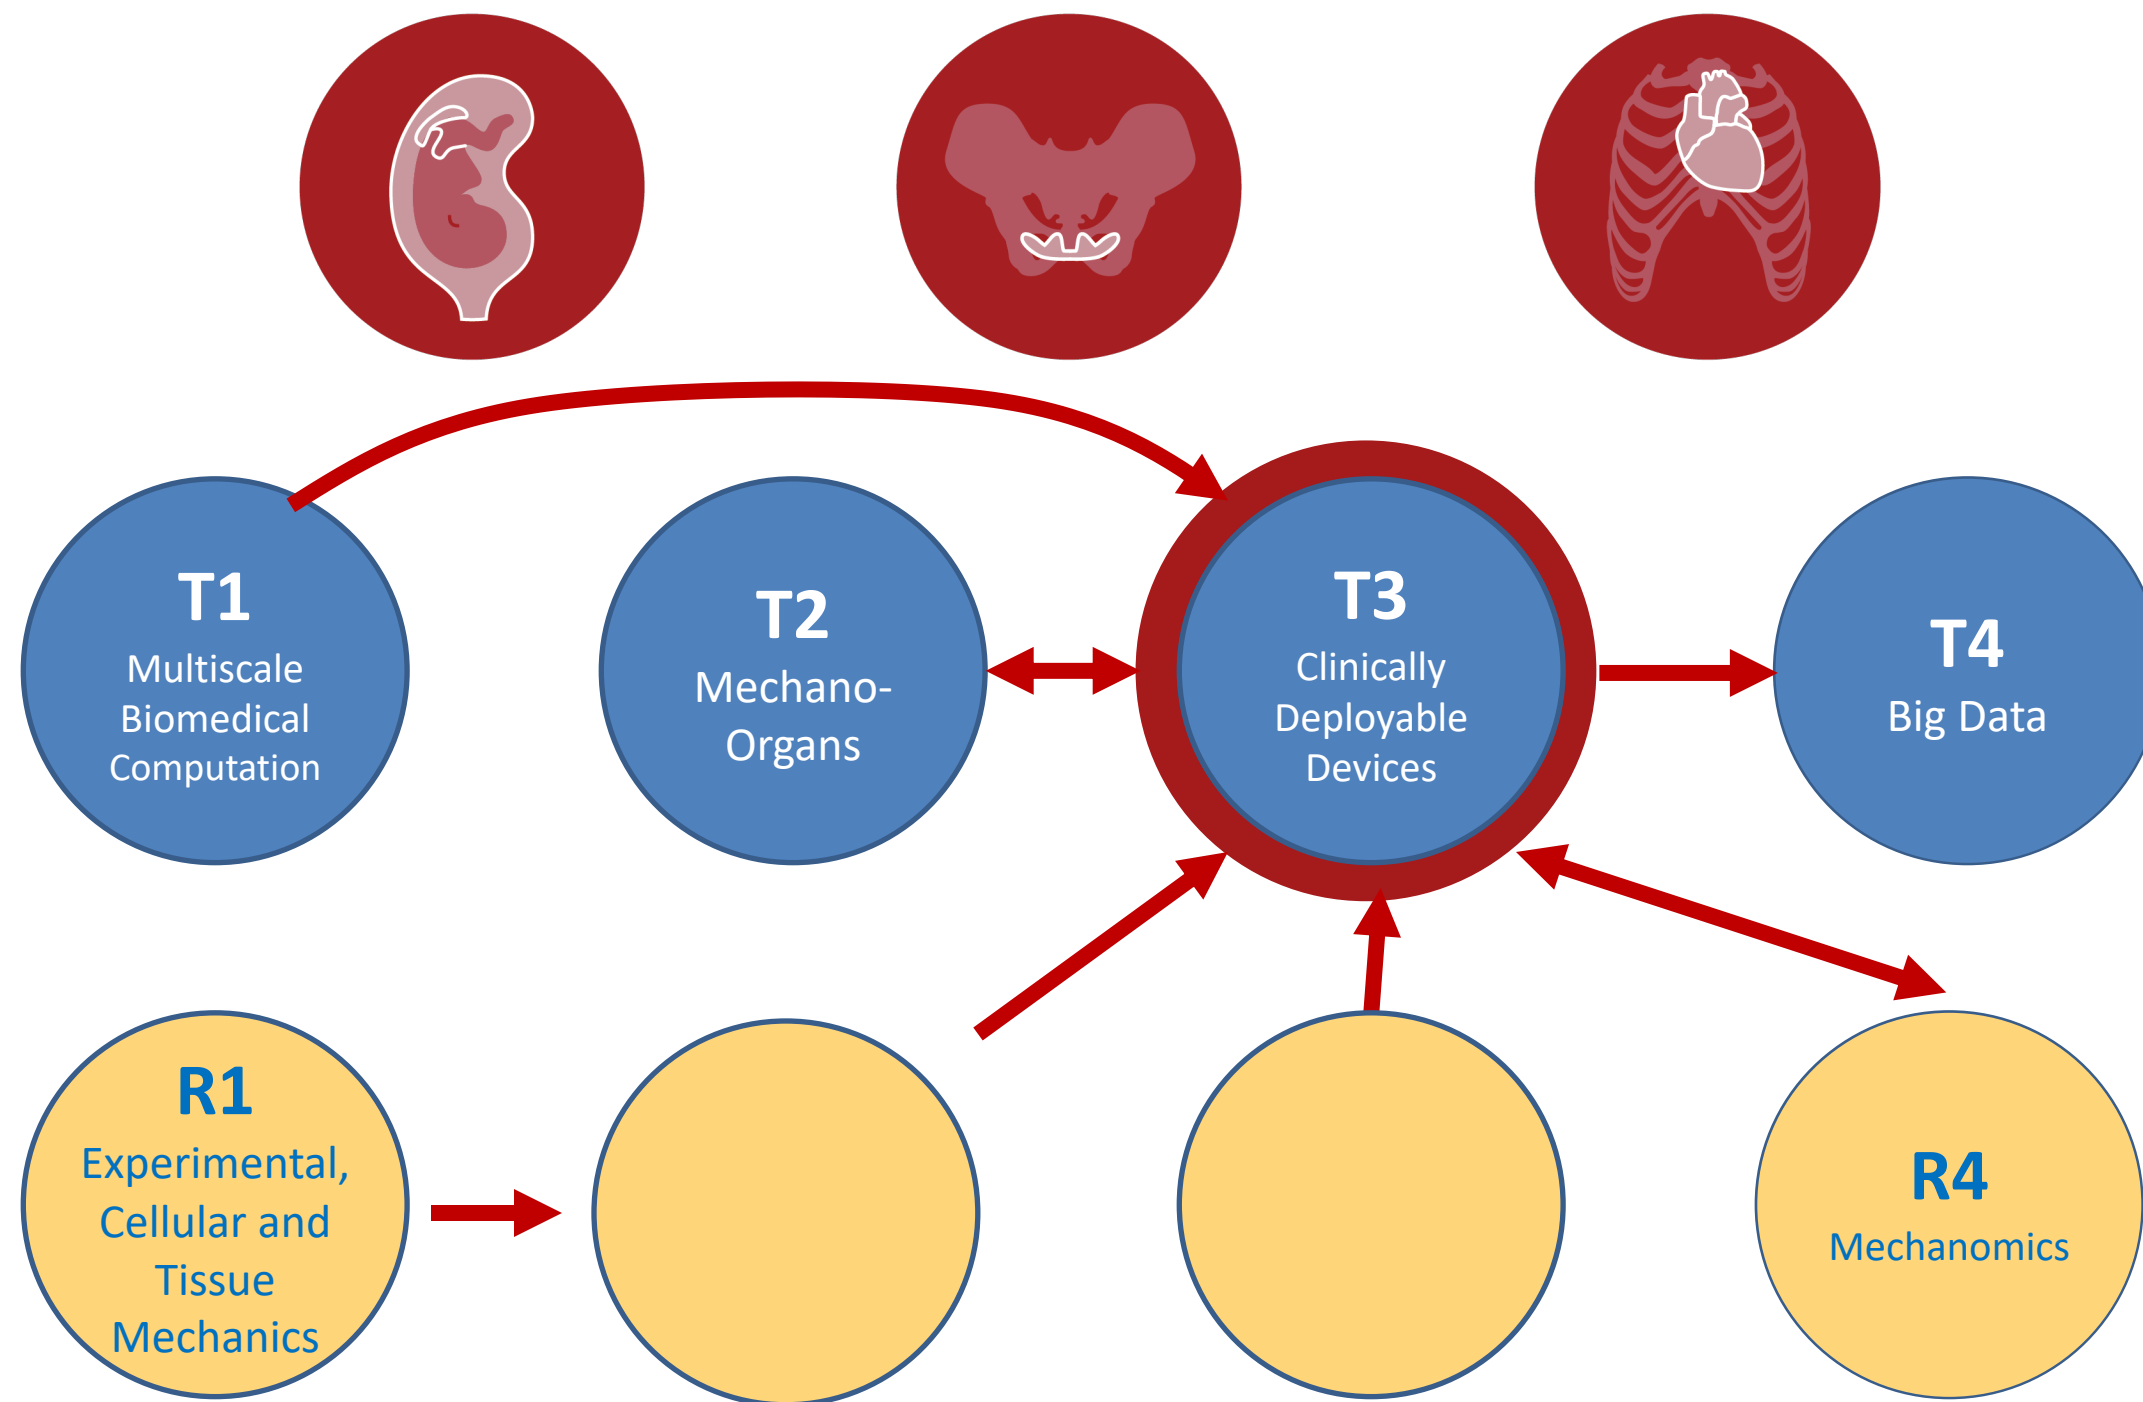 T1
Multiscale
Biomedical
Computation
T2
Mechano-
Organs
T3
Clinically
Deployable
Devices
T4
Big Data
R1
Experimental,
Cellular and
Tissue
Mechanics
R4
Mechanomics